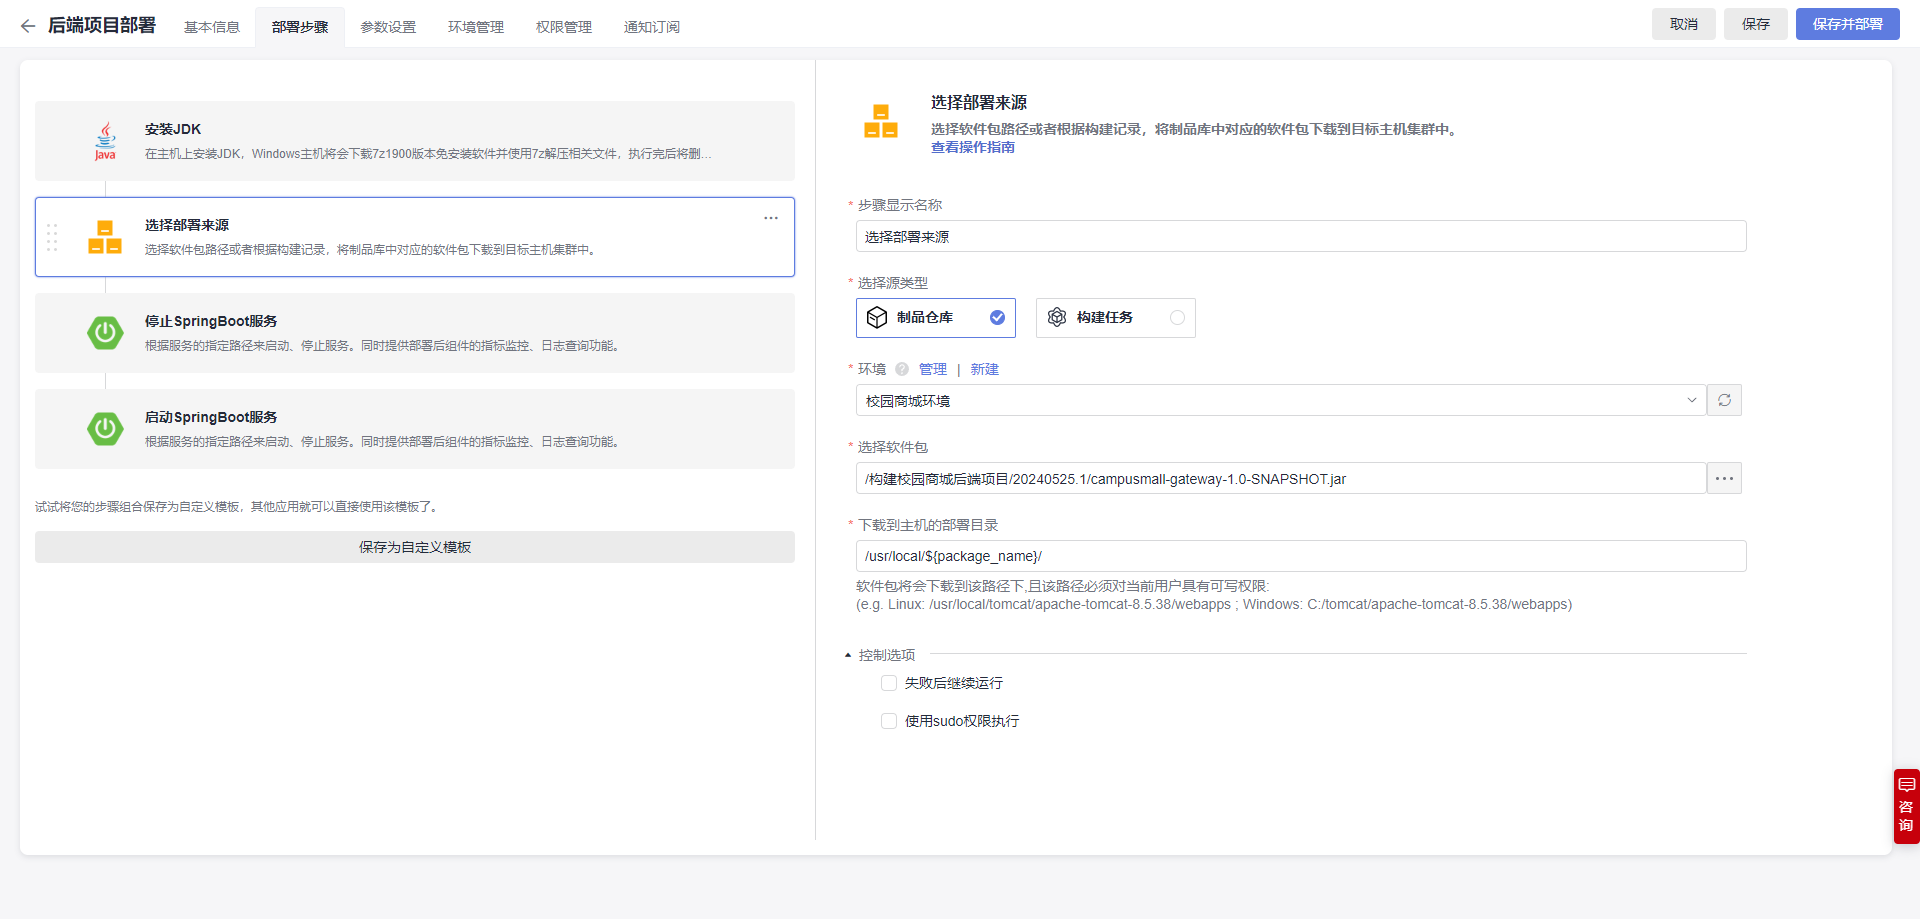 后端项目部署 基本信息 部署步骤 参数设置 环境管理 权限管理 通知订阅 取消 保存 保存并部署
Java
安装JDK
在主机上安装JDK，Windows主机将会下载7z1900版本免安装软件并使用7z解压相关文件，执行完后将删...
选择部署来源
选择软件包路径或者根据构建记录，将制品库中对应的软件包下载到目标主机集群中。
停止SpringBoot服务
根据服务的指定路径来启动、停止服务。同时提供部署后组件的指标监控、日志查询功能。
启动SpringBoot服务
根据服务的指定路径来启动、停止服务。同时提供部署后组件的指标监控、日志查询功能。
试试将您的步骤组合保存为自定义模板，其他应用就可以直接使用该模板了。
保存为自定义模板
选择部署来源
选择软件包路径或者根据构建记录，将制品库中对应的软件包下载到目标主机集群中。
查看操作指南
* 步骤显示名称
选择部署来源
* 选择源类型
制品仓库 构建任务
* 环境 ? 管理 | 新建
校园商城环境
* 选择软件包
/构建校园商城后端项目/20240525.1/campusmall-gateway-1.0-SNAPSHOT.jar
* 下载到主机的部署目录
/usr/local/${package_name}/
软件包将会下载到该路径下,且该路径必须对当前用户具有可写权限:
(e.g. Linux: /usr/local/tomcat/apache-tomcat-8.5.38/webapps ; Windows: C:/tomcat/apache-tomcat-8.5.38/webapps)
控制选项
失败后继续运行
使用sudo权限执行
咨询